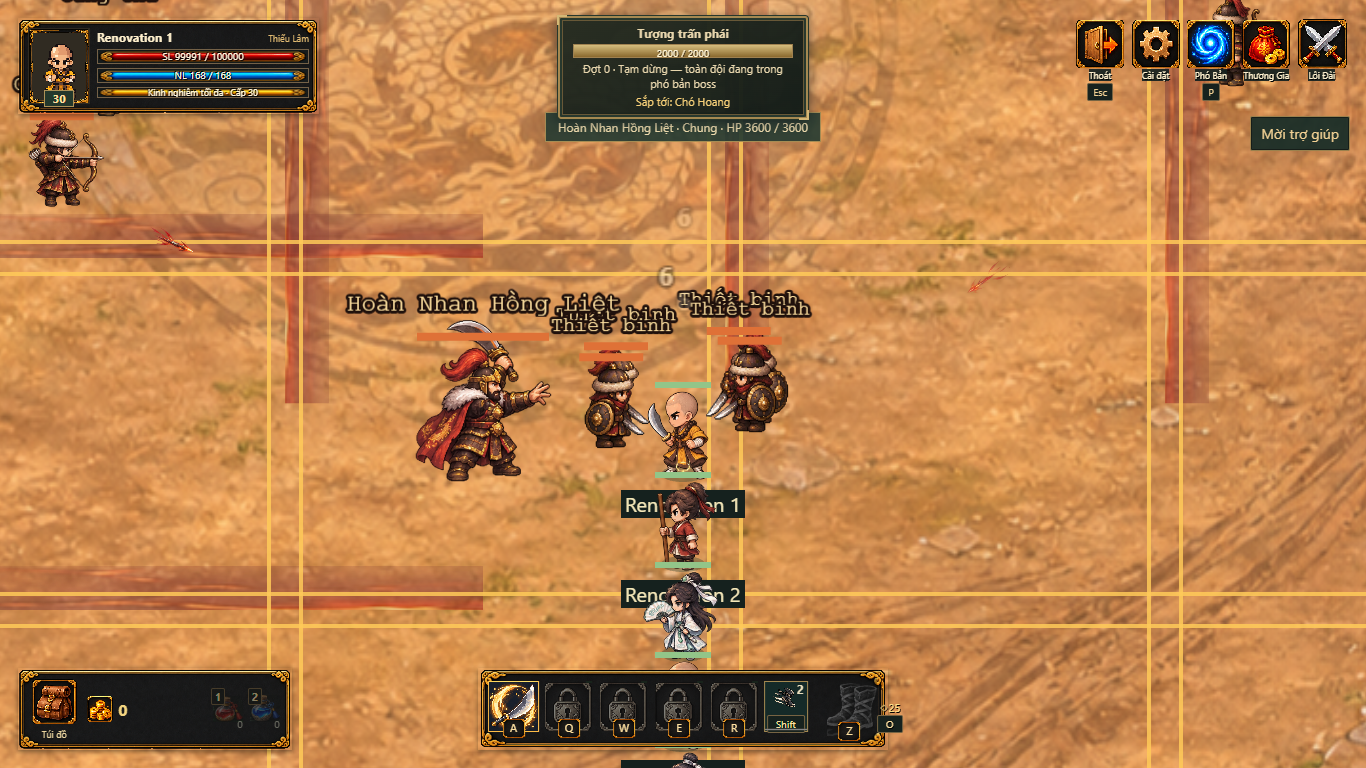 Renovation 1
Thiếu Lâm
SL 99991 / 100000
NL 168 / 168
Kinh nghiệm tối đa · Cấp 30
30
Tượng trấn phái
2000 / 2000
Đợt 0 · Tạm dừng — toàn đội đang trong
phó bản boss
Sắp tới: Chó Hoang
Hoàn Nhan Hồng Liệt · Chung · HP 3600 / 3600
Thoát
Cài đặt
Phó Bản
Thương Gia
Lôi Đài
Esc
P
Mời trợ giúp
6
6
Hoàn Nhan Hồng Liệt
Thiết binh
Thiết binh
Thiết binh
Thiết binh
1
2
Túi đồ
0
1
0
2
0
A
Q
W
E
R
2
Shift
Z
25
O